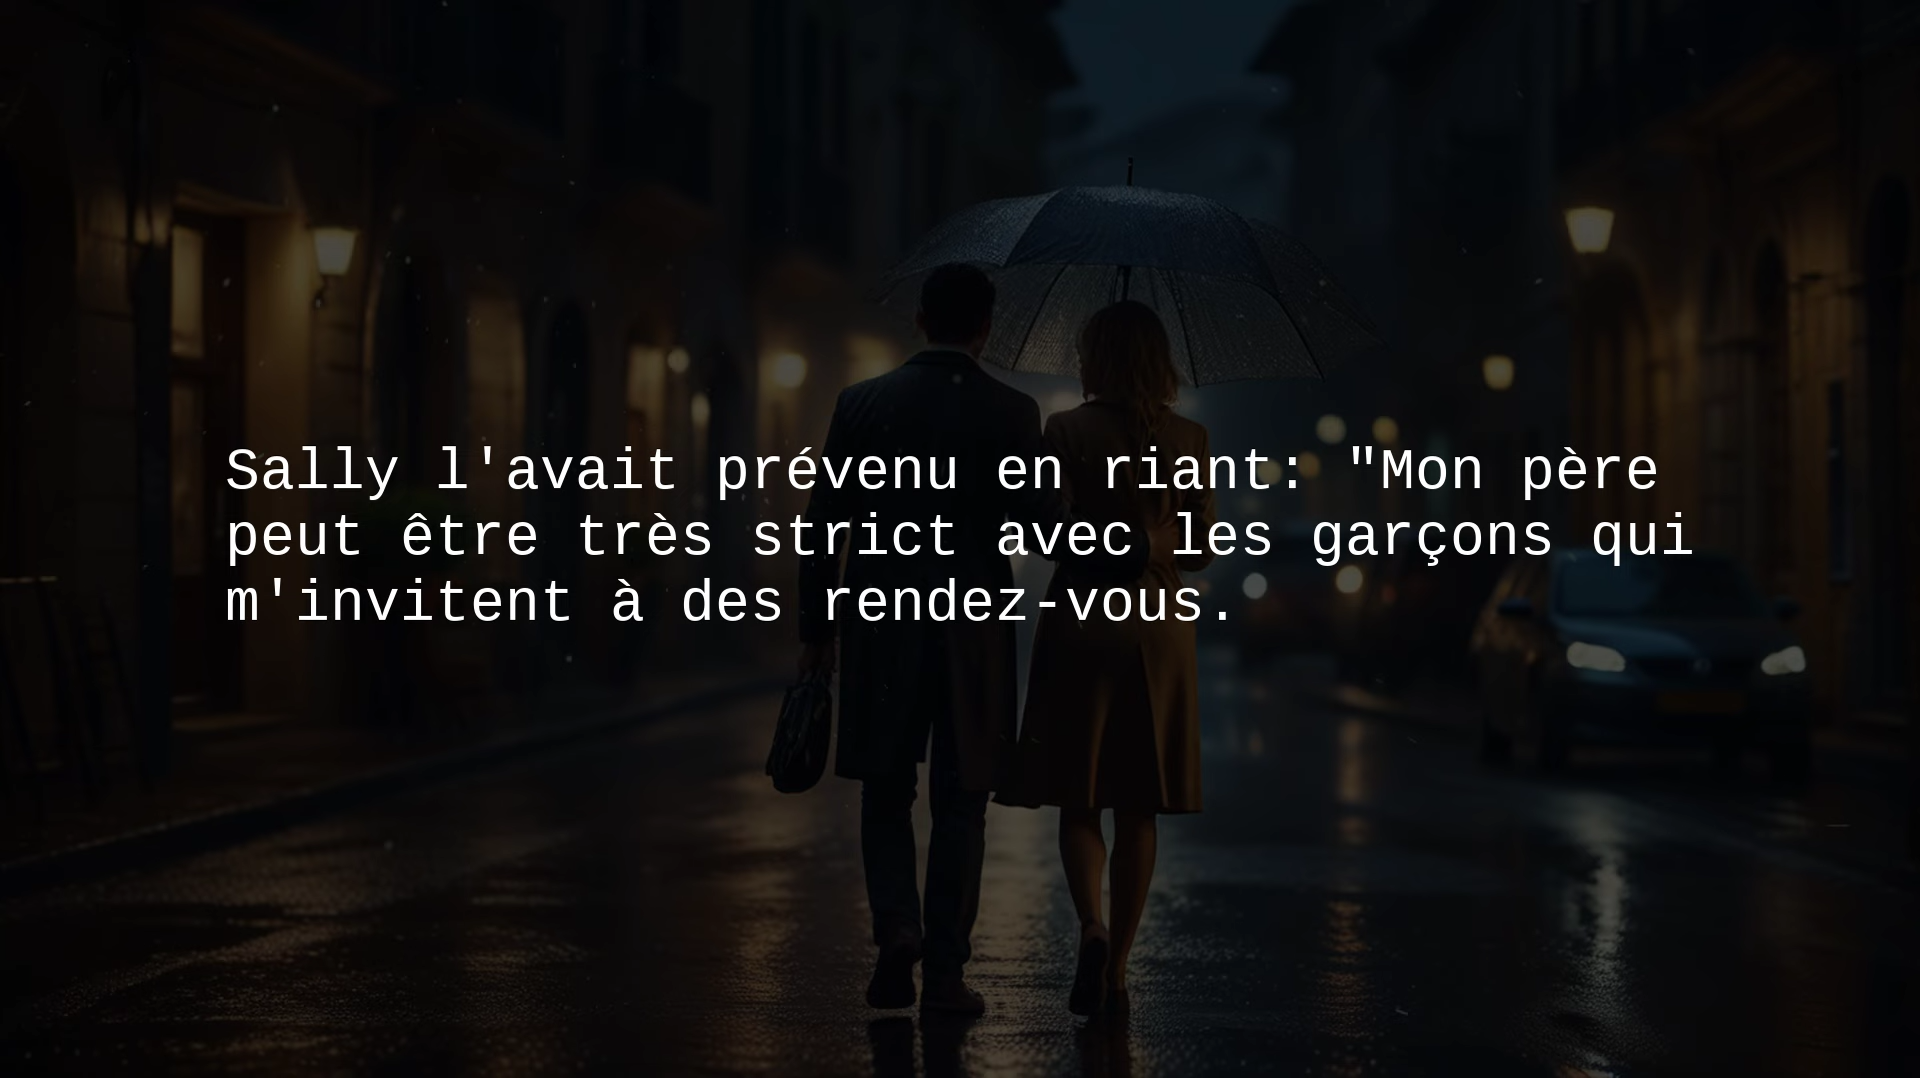 Sally l'avait prévenu en riant: "Mon père
peut être très strict avec les garçons qui
m'invitent à des rendez-vous.